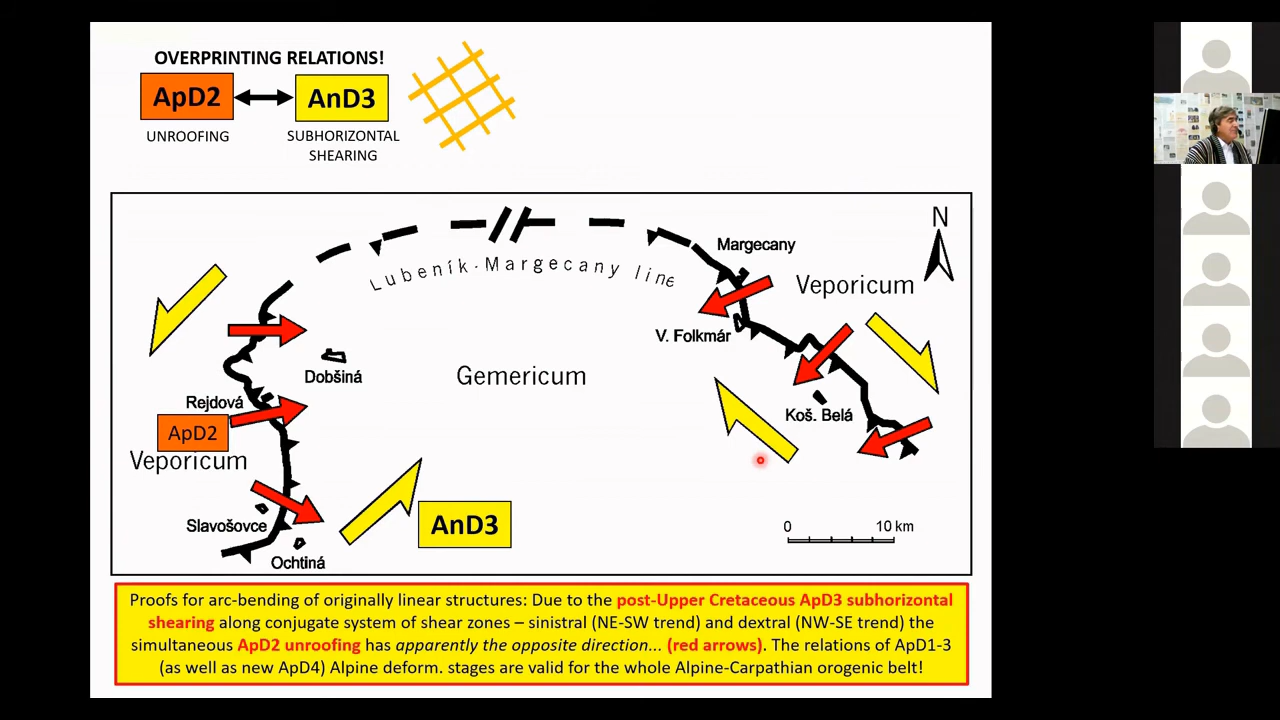 OVERPRINTING RELATIONS!
ApD2
AnD3
UNROOFING
SUBHORIZONTAL
SHEARING
N
Margecany
Lubeník-Margecany line
Veporicum
V. Folkmár
Dobšiná
Gemericum
Rejdová
Koš. Belá
ApD2
Veporicum
AnD3
Slavošovce
0 10 km
Ochtiná
Proofs for arc-bending of originally linear structures: Due to the post-Upper Cretaceous ApD3 subhorizontal
shearing along conjugate system of shear zones – sinistral (NE-SW trend) and dextral (NW-SE trend) the
simultaneous ApD2 unroofing has apparently the opposite direction... (red arrows). The relations of ApD1-3
(as well as new ApD4) Alpine deform. stages are valid for the whole Alpine-Carpathian orogenic belt!